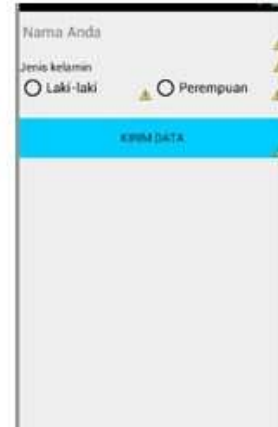 Nama Anda
Jenis kelamin
Laki-laki Perempuan
KIRIM DATA